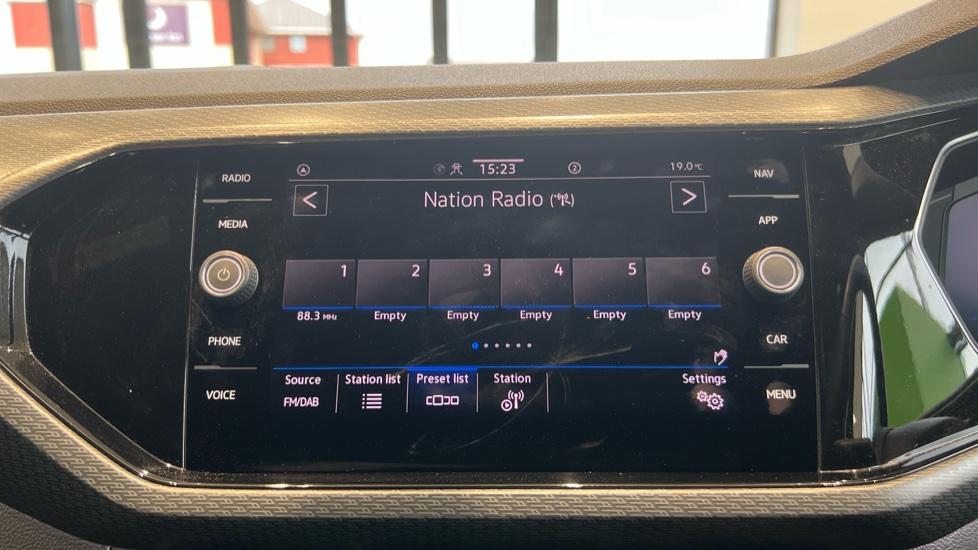 RADIO
MEDIA
PHONE
VOICE
15:23
2
19.0 °C
<
Nation Radio
>
1 2 3 4 5 6
88.3 MHz Empty Empty Empty Empty Empty
Source Station list Preset list Station Settings
FM/DAB
NAV
APP
CAR
MENU